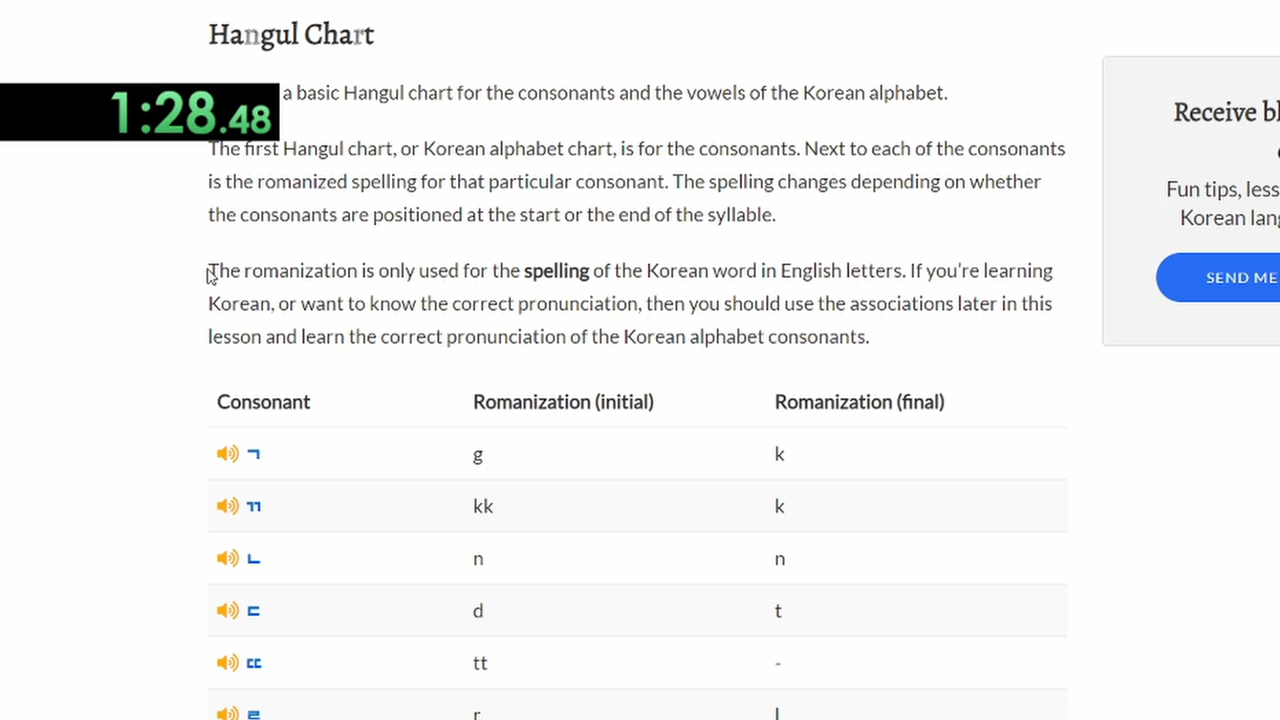 Hangul Chart
1:28.48
a basic Hangul chart for the consonants and the vowels of the Korean alphabet.
The first Hangul chart, or Korean alphabet chart, is for the consonants. Next to each of the consonants
is the romanized spelling for that particular consonant. The spelling changes depending on whether
the consonants are positioned at the start or the end of the syllable.
The romanization is only used for the spelling of the Korean word in English letters. If you're learning
Korean, or want to know the correct pronunciation, then you should use the associations later in this
lesson and learn the correct pronunciation of the Korean alphabet consonants.
Consonant Romanization (initial) Romanization (final)
ㄱ g k
ㄲ kk k
ㄴ n n
ㄷ d t
ㄸ tt -
ㄹ r l
Receive
Fun tips,
Korean
SEND ME